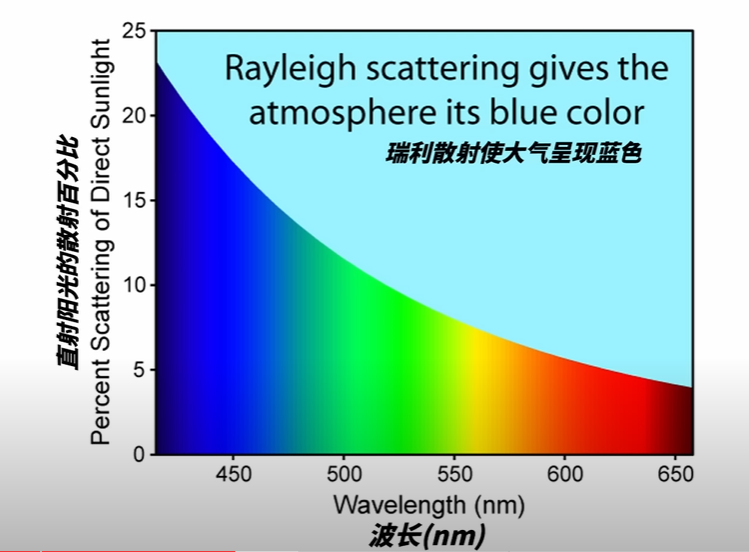 25
20
15
10
5
0
Percent Scattering of Direct Sunlight
直射阳光的散射百分比
Rayleigh scattering gives the
atmosphere its blue color
瑞利散射使大气呈现蓝色
450 500 550 600 650
Wavelength (nm)
波长(nm)